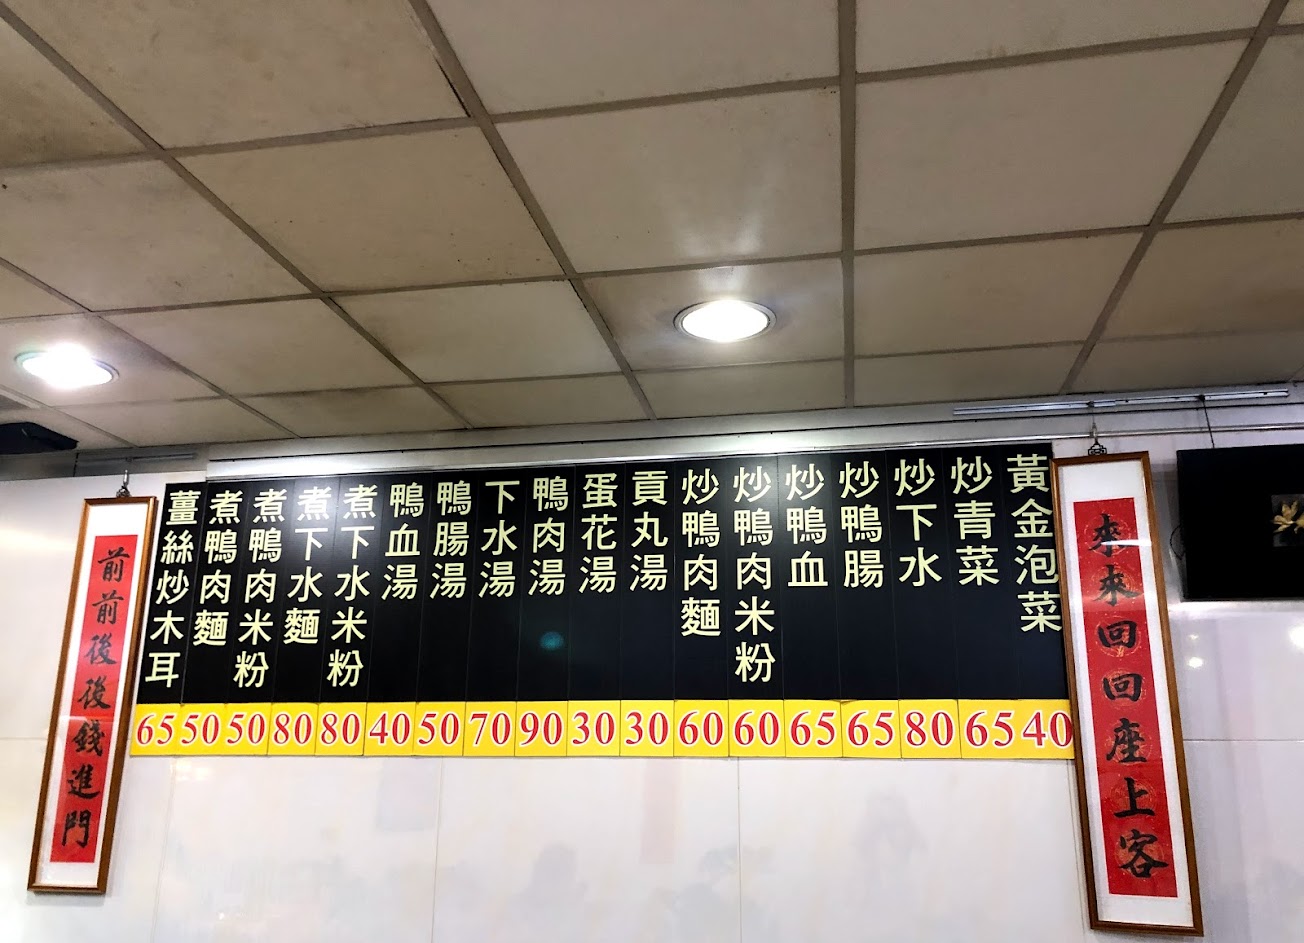 來來回回座上客
黃金泡菜
40
炒青菜
65
炒下水
80
炒鴨腸
65
炒鴨血
65
炒鴨肉米粉
60
炒鴨肉麵
60
貢丸湯
30
蛋花湯
30
鴨肉湯
90
下水湯
70
鴨腸湯
50
鴨血湯
40
煮下水米粉
80
煮下水麵
80
煮鴨肉米粉
50
煮鴨肉麵
50
薑絲炒木耳
65
前前後後錢進門